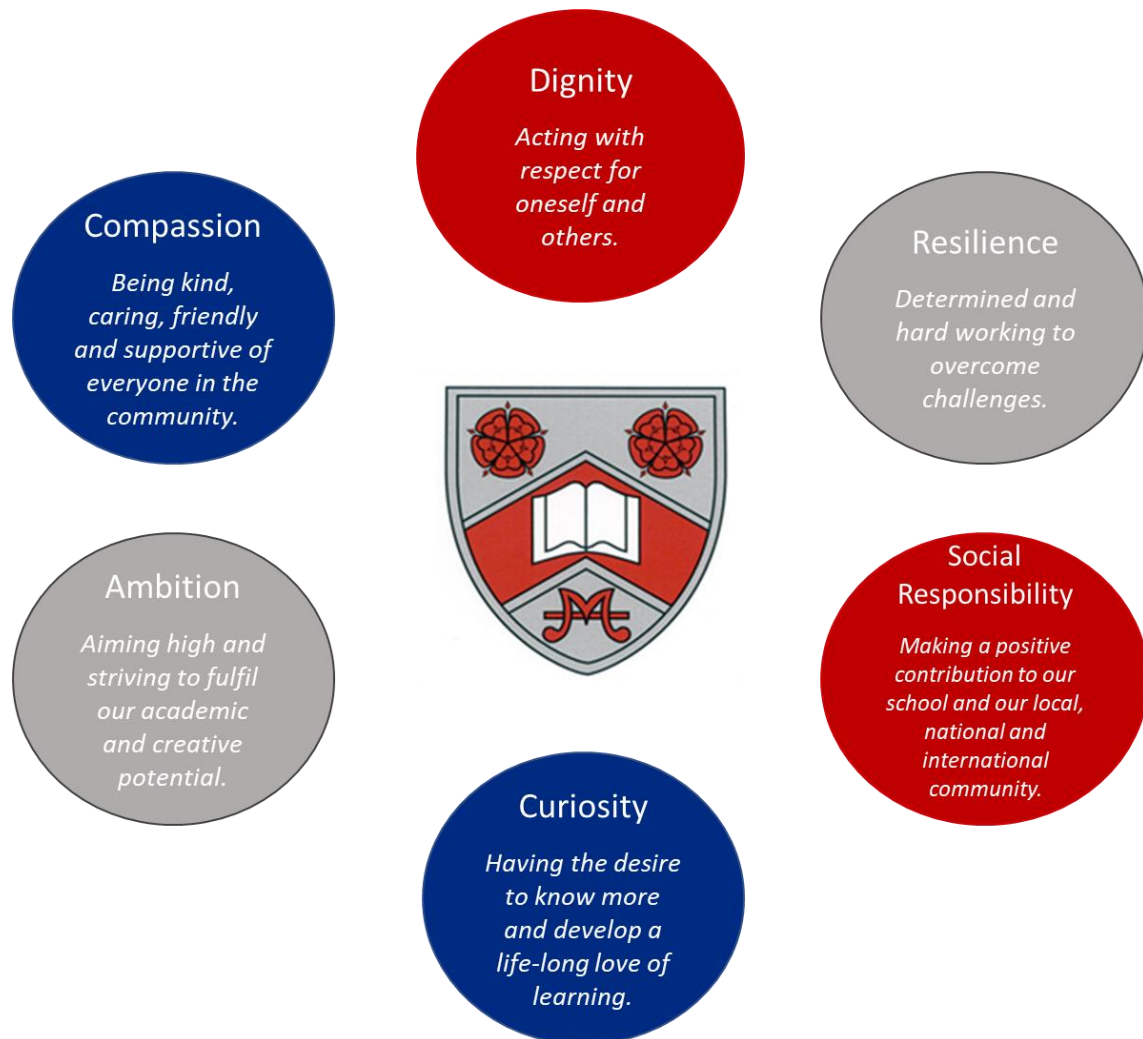 Dignity
Acting with
respect for
oneself and
others.
Compassion
Being kind,
caring, friendly
and supportive of
everyone in the
community.
Resilience
Determined and
hard working to
overcome
challenges.
M
Ambition
Aiming high and
striving to fulfil
our academic
and creative
potential.
Social
Responsibility
Making a positive
contribution to our
school and our local,
national and
international
community.
Curiosity
Having the desire
to know more
and develop a
life-long love of
learning.